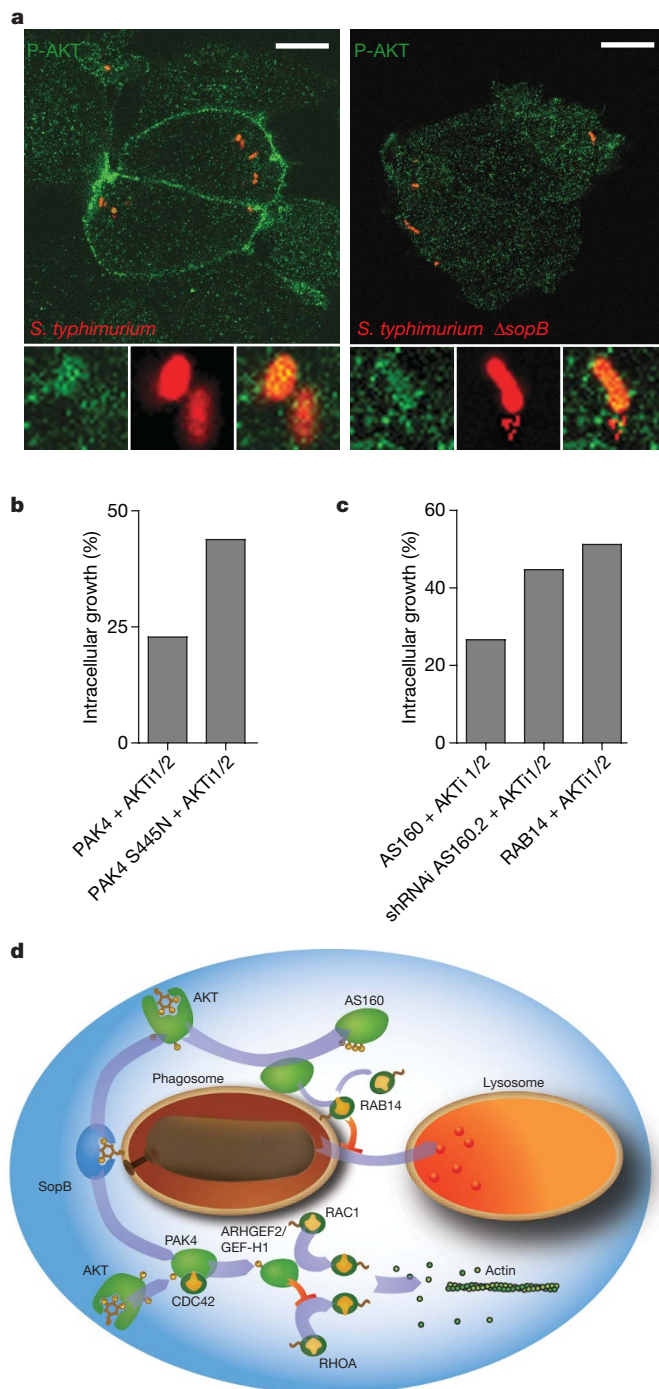 a
P-AKT
P-AKT
S. typhimurium
S. typhimurium ΔsopB
b
c
Intracellular growth (%)
50
25
0
PAK4 + AKTi1/2
PAK4 S445N + AKTi1/2
Intracellular growth (%)
60
40
20
0
AS160 + AKTi 1/2
shRNAi AS160.2 + AKTi1/2
RAB14 + AKTi1/2
d
AKT
AS160
Phagosome
RAB14
Lysosome
SopB
PAK4
ARHGEF2/
GEF-H1
RAC1
AKT
CDC42
Actin
RHOA